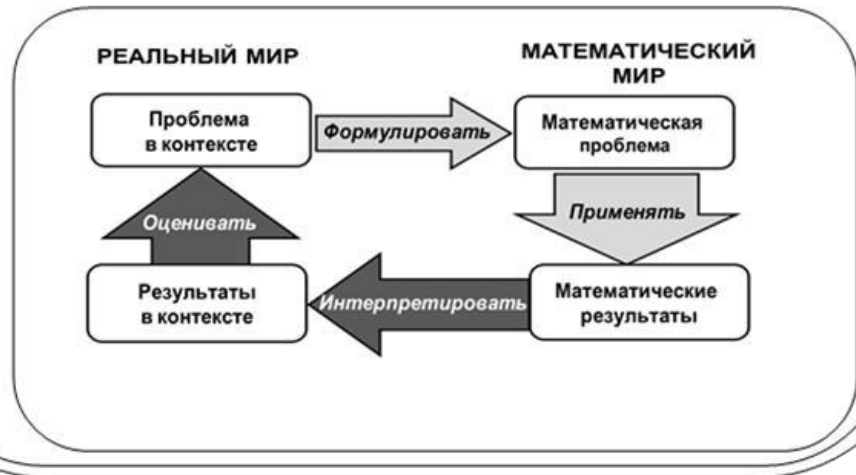 РЕАЛЬНЫЙ МИР
МАТЕМАТИЧЕСКИЙ
МИР
Проблема
в контексте
Формулировать
Математическая
проблема
Оценивать
Применять
Результаты
в контексте
Интерпретировать
Математические
результаты